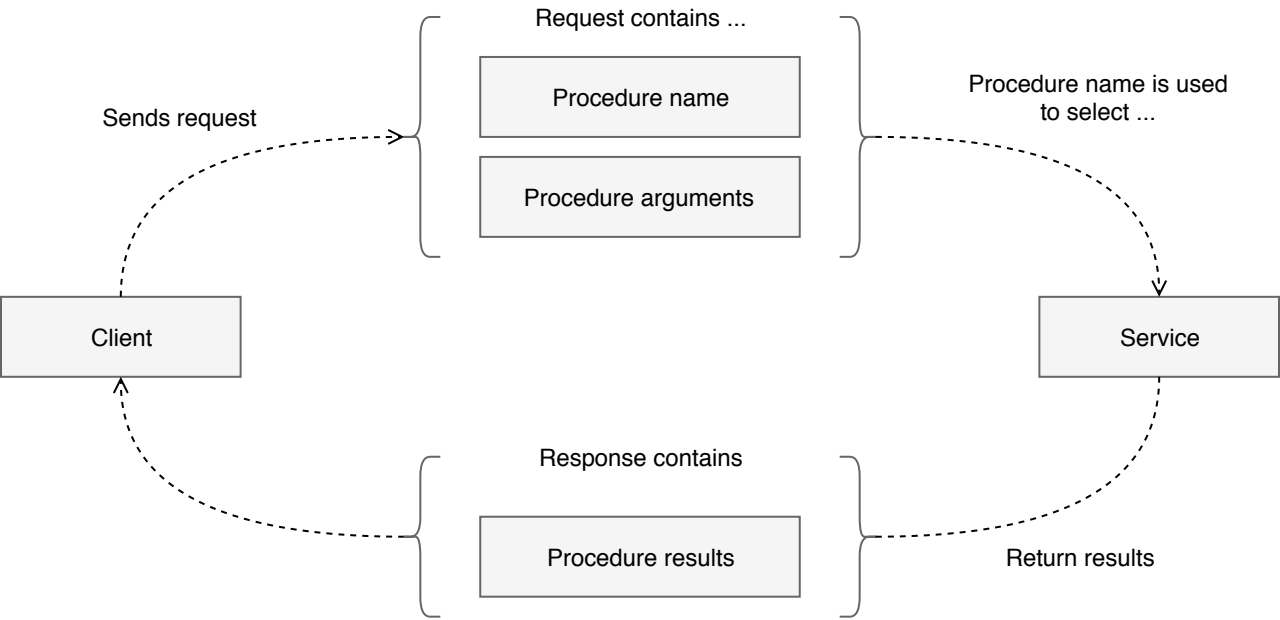 Request contains ...
Procedure name
Procedure name is used
to select ...
Sends request
Procedure arguments
Client
Service
Response contains
Procedure results
Return results